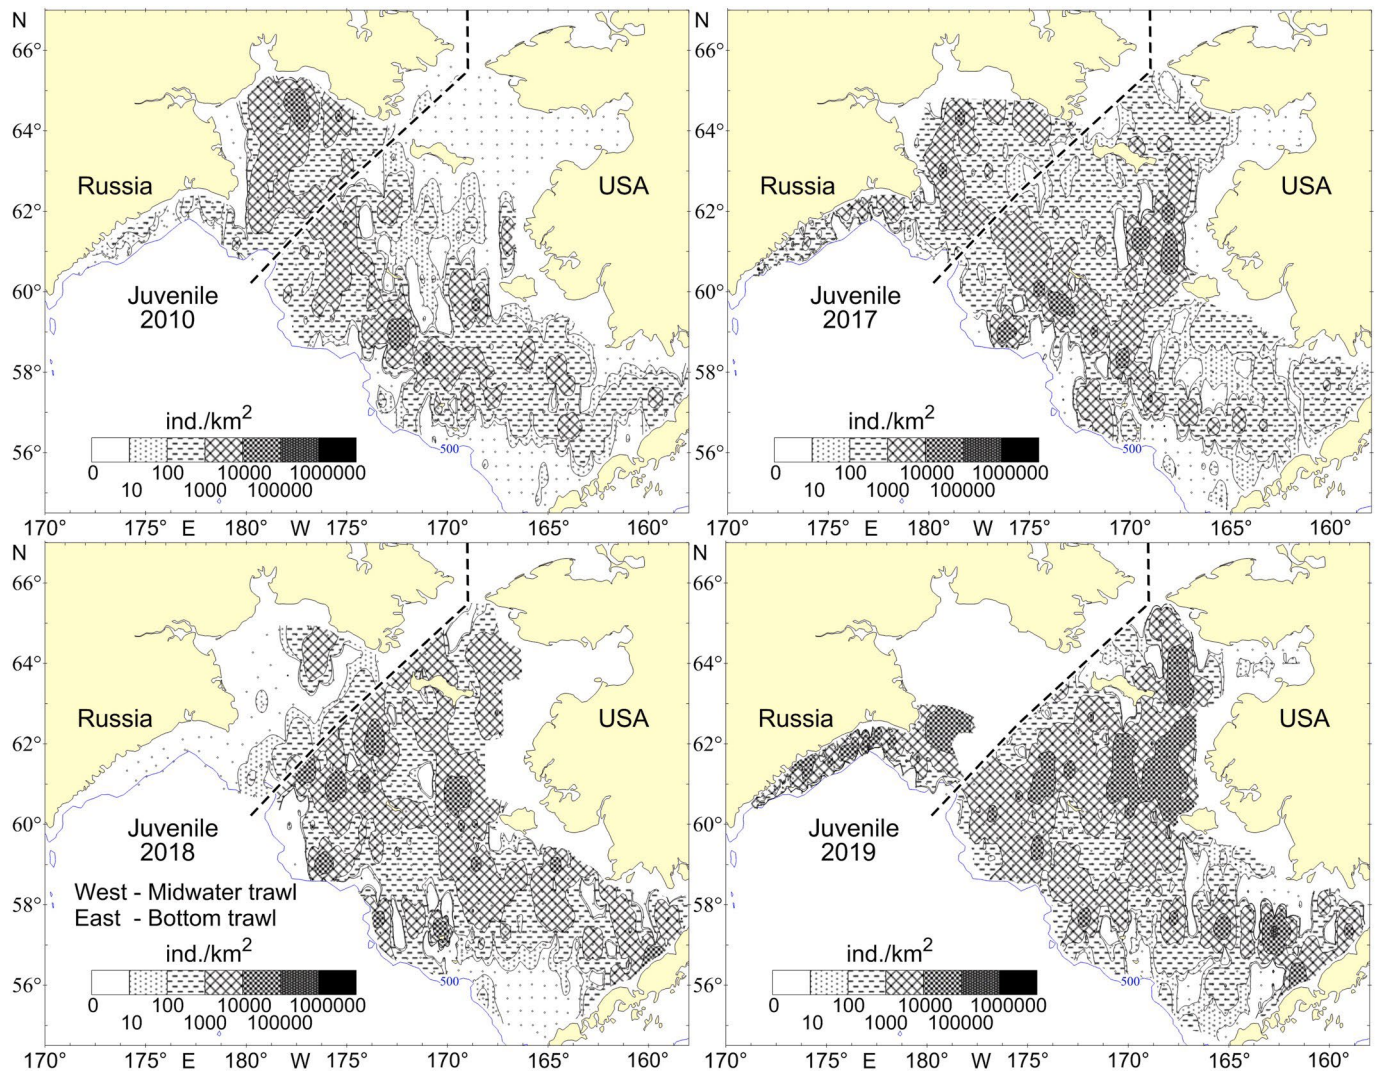 N
66°
64°
62°
60°
58°
56°
Russia
USA
Juvenile
2010
ind./km²
0 100 10000 1000000
10 1000 100000
500
170° 175° E 180° W 175° 170° 165° 160°
N
66°
64°
62°
60°
58°
56°
Russia
USA
Juvenile
2017
ind./km²
0 100 10000 1000000
10 1000 100000
500
170° 175° E 180° W 175° 170° 165° 160°
N
66°
64°
62°
60°
58°
56°
Russia
USA
Juvenile
2018
West - Midwater trawl
East - Bottom trawl
ind./km²
0 100 10000 1000000
10 1000 100000
500
170° 175° E 180° W 175° 170° 165° 160°
N
66°
64°
62°
60°
58°
56°
Russia
USA
Juvenile
2019
ind./km²
0 100 10000 1000000
10 1000 100000
500
170° 175° E 180° W 175° 170° 165° 160°